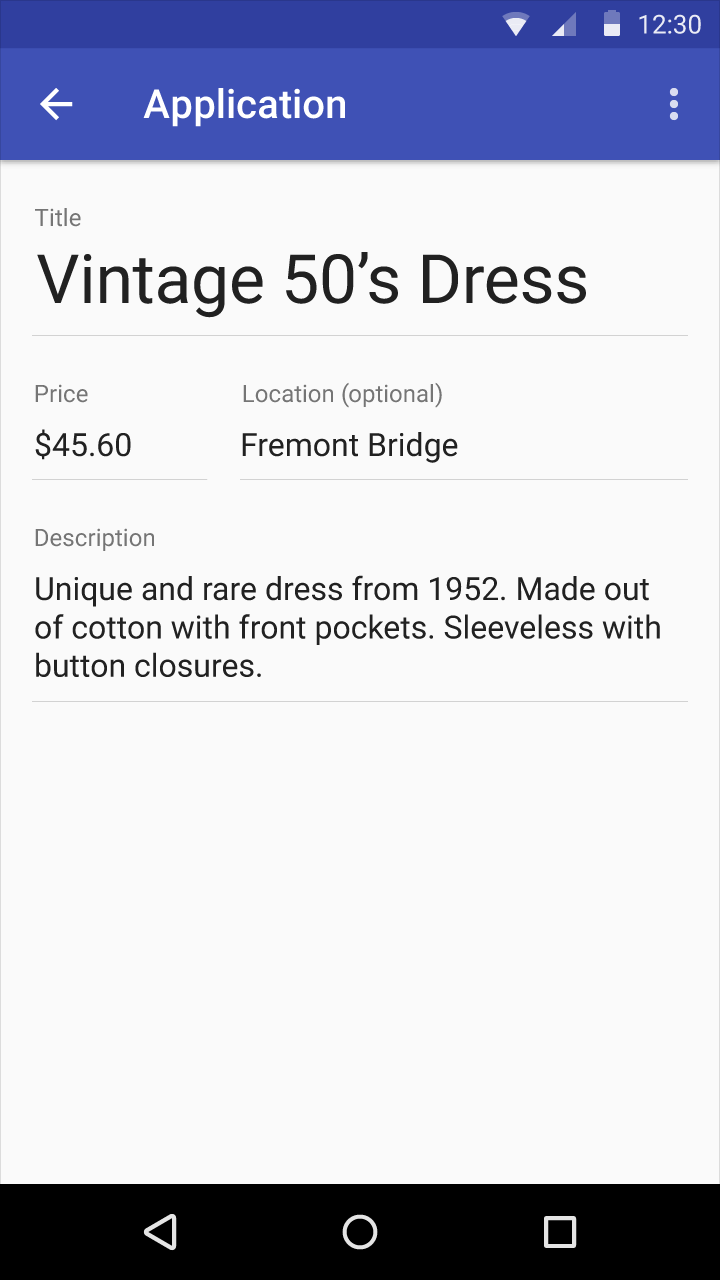 12:30
Application
Title
Vintage 50’s Dress
Price
Location (optional)
$45.60
Fremont Bridge
Description
Unique and rare dress from 1952. Made out
of cotton with front pockets. Sleeveless with
button closures.